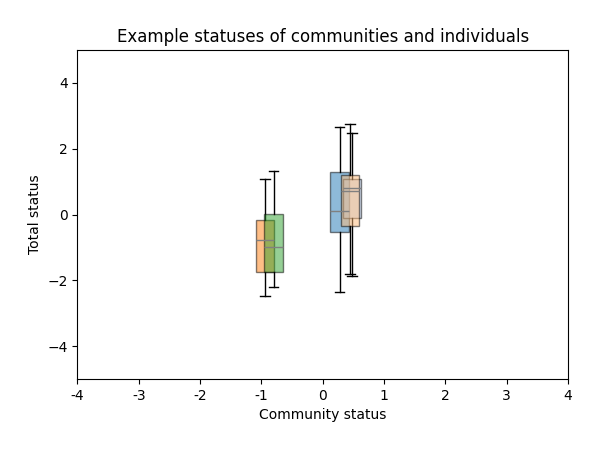 Example statuses of communities and individuals
4
2
0
−2
−4
Total status
-4 -3 -2 -1 0 1 2 3 4
Community status